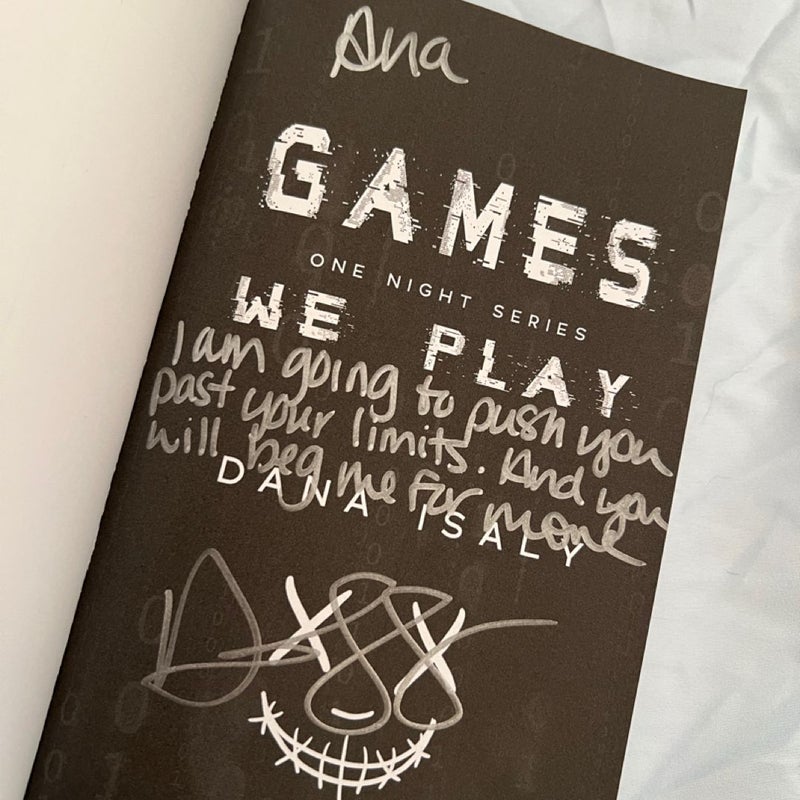 Ana
GAMES
ONE NIGHT SERIES
WE PLAY
I am going to push you
past your limits. And you
will beg me for more
DANA ISALY